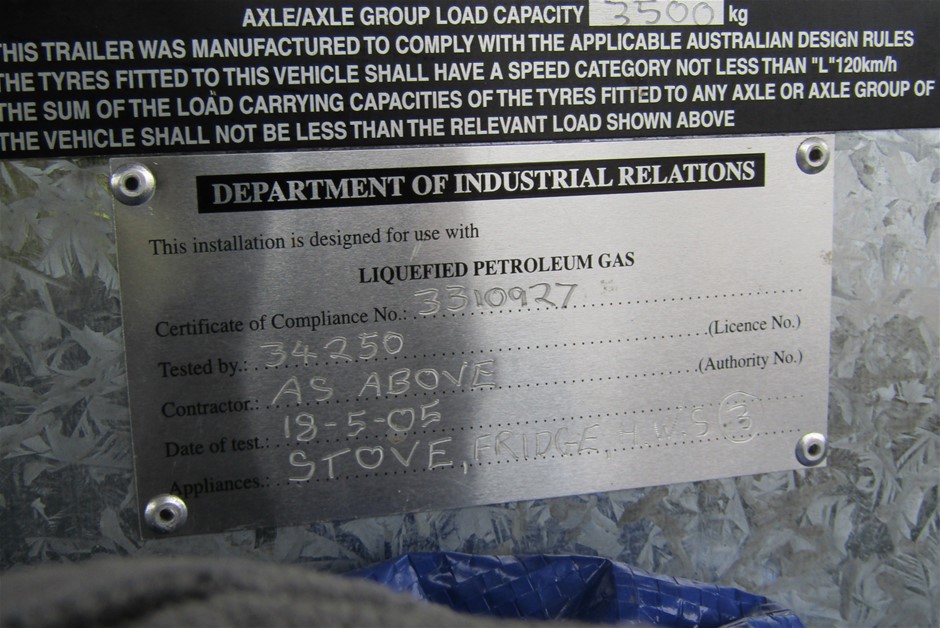 AXLE/AXLE GROUP LOAD CAPACITY 3500 kg
THIS TRAILER WAS MANUFACTURED TO COMPLY WITH THE APPLICABLE AUSTRALIAN DESIGN RULES
THE TYRES FITTED TO THIS VEHICLE SHALL HAVE A SPEED CATEGORY NOT LESS THAN "L"120km/h
THE SUM OF THE LOAD CARRYING CAPACITIES OF THE TYRES FITTED TO ANY AXLE OR AXLE GROUP OF
THE VEHICLE SHALL NOT BE LESS THAN THE RELEVANT LOAD SHOWN ABOVE
DEPARTMENT OF INDUSTRIAL RELATIONS
This installation is designed for use with
LIQUEFIED PETROLEUM GAS
Certificate of Compliance No.: 3310927
Tested by.: 34250 (Licence No.)
Contractor.: AS ABOVE (Authority No.)
Date of test.: 18-5-05
Appliances.: STOVE, FRIDGE, H.W.S 3